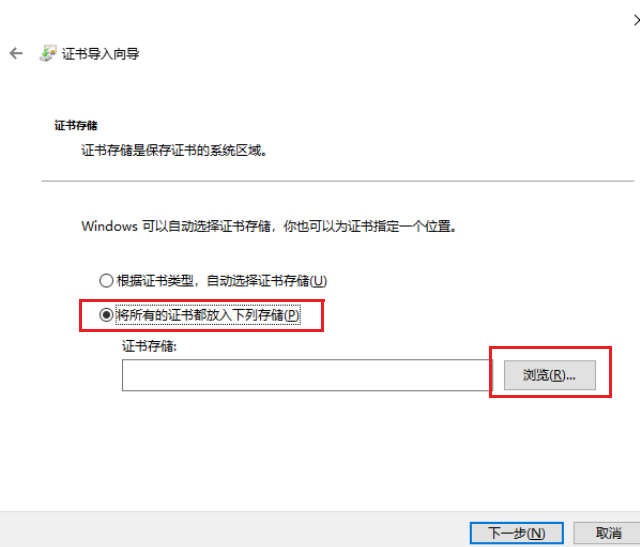 证书导入向导
证书存储
证书存储是保存证书的系统区域。
Windows 可以自动选择证书存储，你也可以为证书指定一个位置。
根据证书类型，自动选择证书存储(U)
将所有的证书都放入下列存储(P)
证书存储:
浏览(R)...
下一步(N)
取消